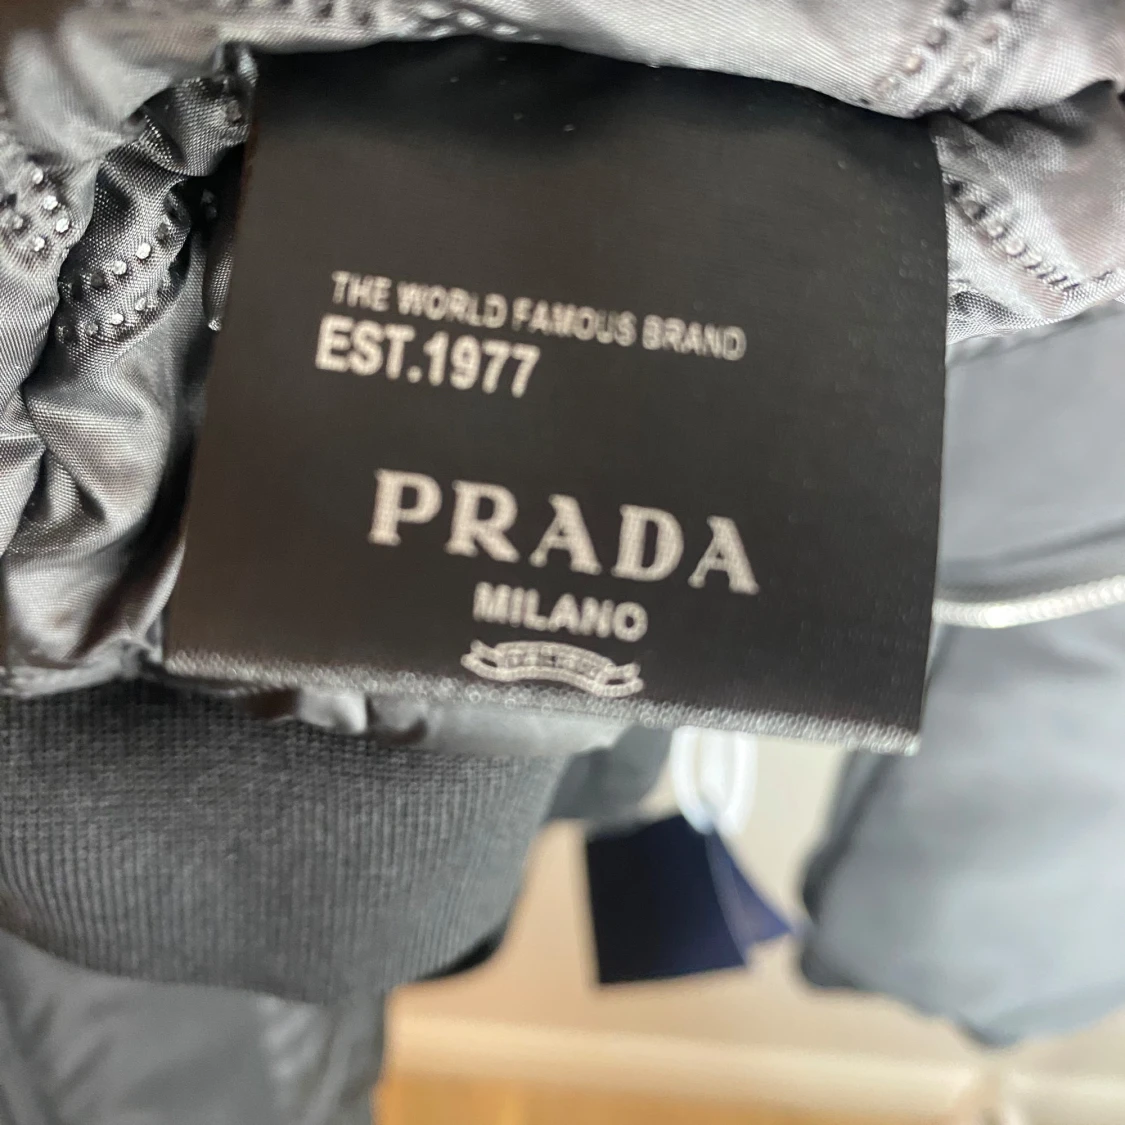 THE WORLD FAMOUS BRAND
EST.1977
PRADA
MILANO